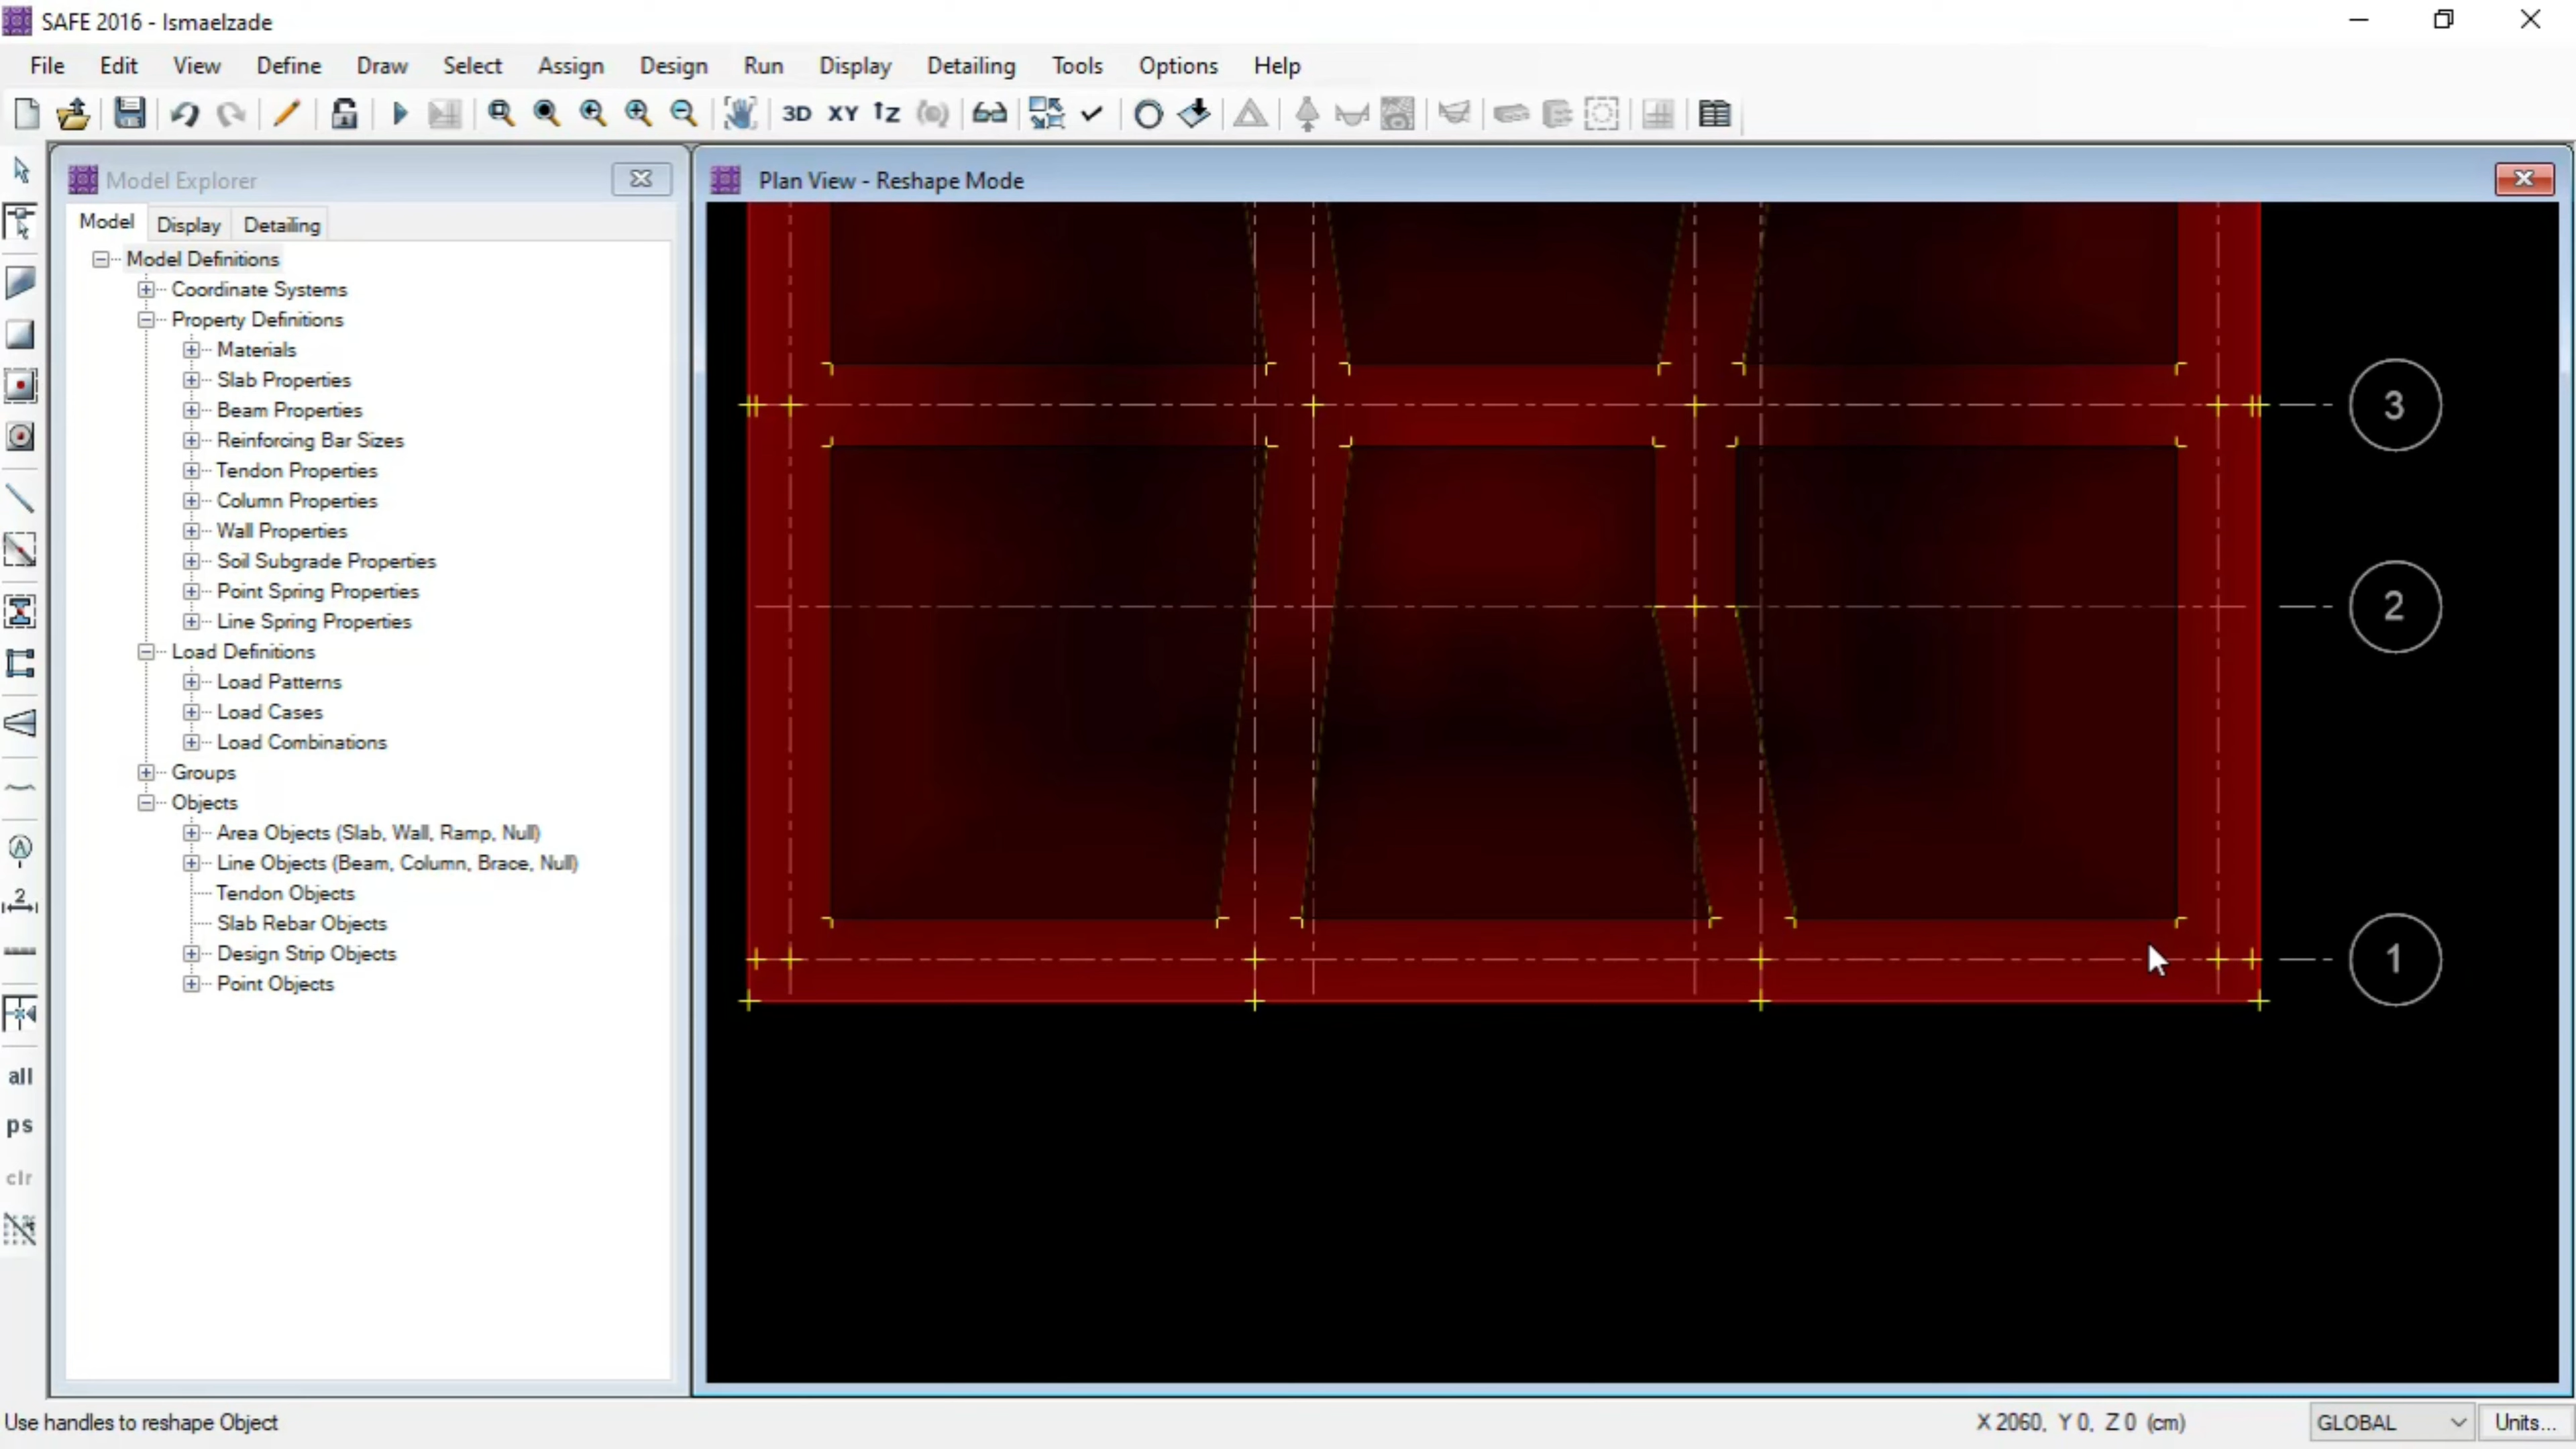 SAFE 2016 - Ismaelzade
File Edit View Define Draw Select Assign Design Run Display Detailing Tools Options Help
3D XY
Model Explorer
Model Display Detailing
Model Definitions
Coordinate Systems
Property Definitions
Materials
Slab Properties
Beam Properties
Reinforcing Bar Sizes
Tendon Properties
Column Properties
Wall Properties
Soil Subgrade Properties
Point Spring Properties
Line Spring Properties
Load Definitions
Load Patterns
Load Cases
Load Combinations
Groups
Objects
Area Objects (Slab, Wall, Ramp, Null)
Line Objects (Beam, Column, Brace, Null)
Tendon Objects
Slab Rebar Objects
Design Strip Objects
Point Objects
A
2
all
ps
clr
Plan View - Reshape Mode
3
2
1
Use handles to reshape Object
X 2060, Y 0, Z 0 (cm)
GLOBAL
Units...